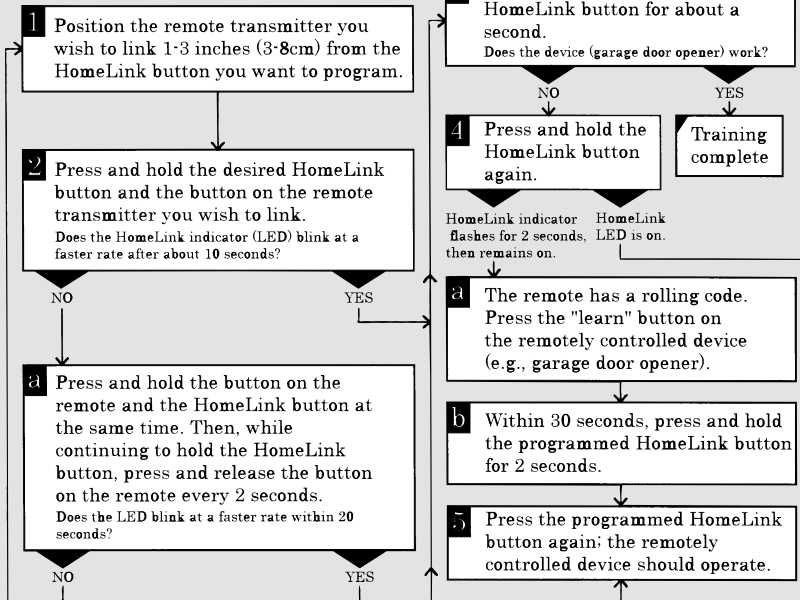 1
Position the remote transmitter you
wish to link 1-3 inches (3-8cm) from the
HomeLink button you want to program.
2
Press and hold the desired HomeLink
button and the button on the remote
transmitter you wish to link.
Does the HomeLink indicator (LED) blink at a
faster rate after about 10 seconds?
NO
YES
a
Press and hold the button on the
remote and the HomeLink button at
the same time. Then, while
continuing to hold the HomeLink
button, press and release the button
on the remote every 2 seconds.
Does the LED blink at a faster rate within 20
seconds?
NO
YES
HomeLink button for about a
second.
Does the device (garage door opener) work?
NO
YES
4
Press and hold the
HomeLink button
again.
Training
complete
HomeLink indicator
flashes for 2 seconds,
then remains on.
HomeLink
LED is on.
a
The remote has a rolling code.
Press the "learn" button on
the remotely controlled device
(e.g., garage door opener).
b
Within 30 seconds, press and hold
the programmed HomeLink button
for 2 seconds.
5
Press the programmed HomeLink
button again; the remotely
controlled device should operate.